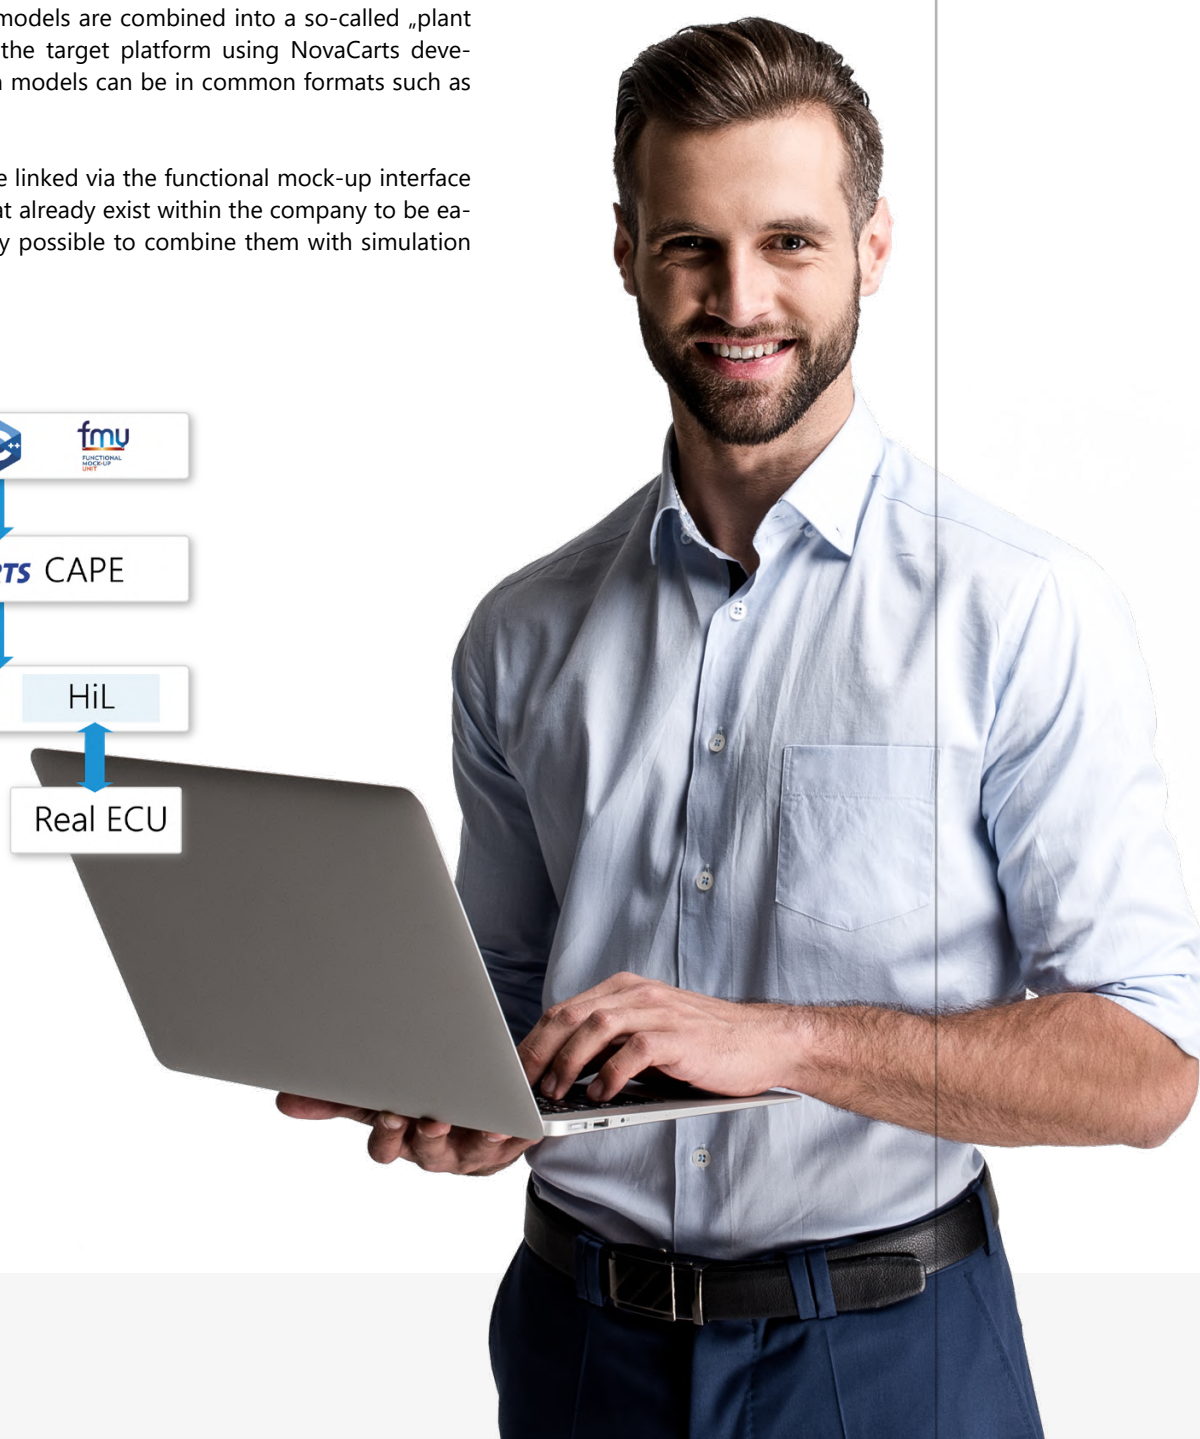 models are combined into a so-called „plant
the target platform using NovaCarts deve-
models can be in common formats such as
linked via the functional mock-up interface
already exist within the company to be ea-
possible to combine them with simulation
++
fmu
FUNCTIONAL
MOCK-UP
UNIT
RTS CAPE
HiL
Real ECU